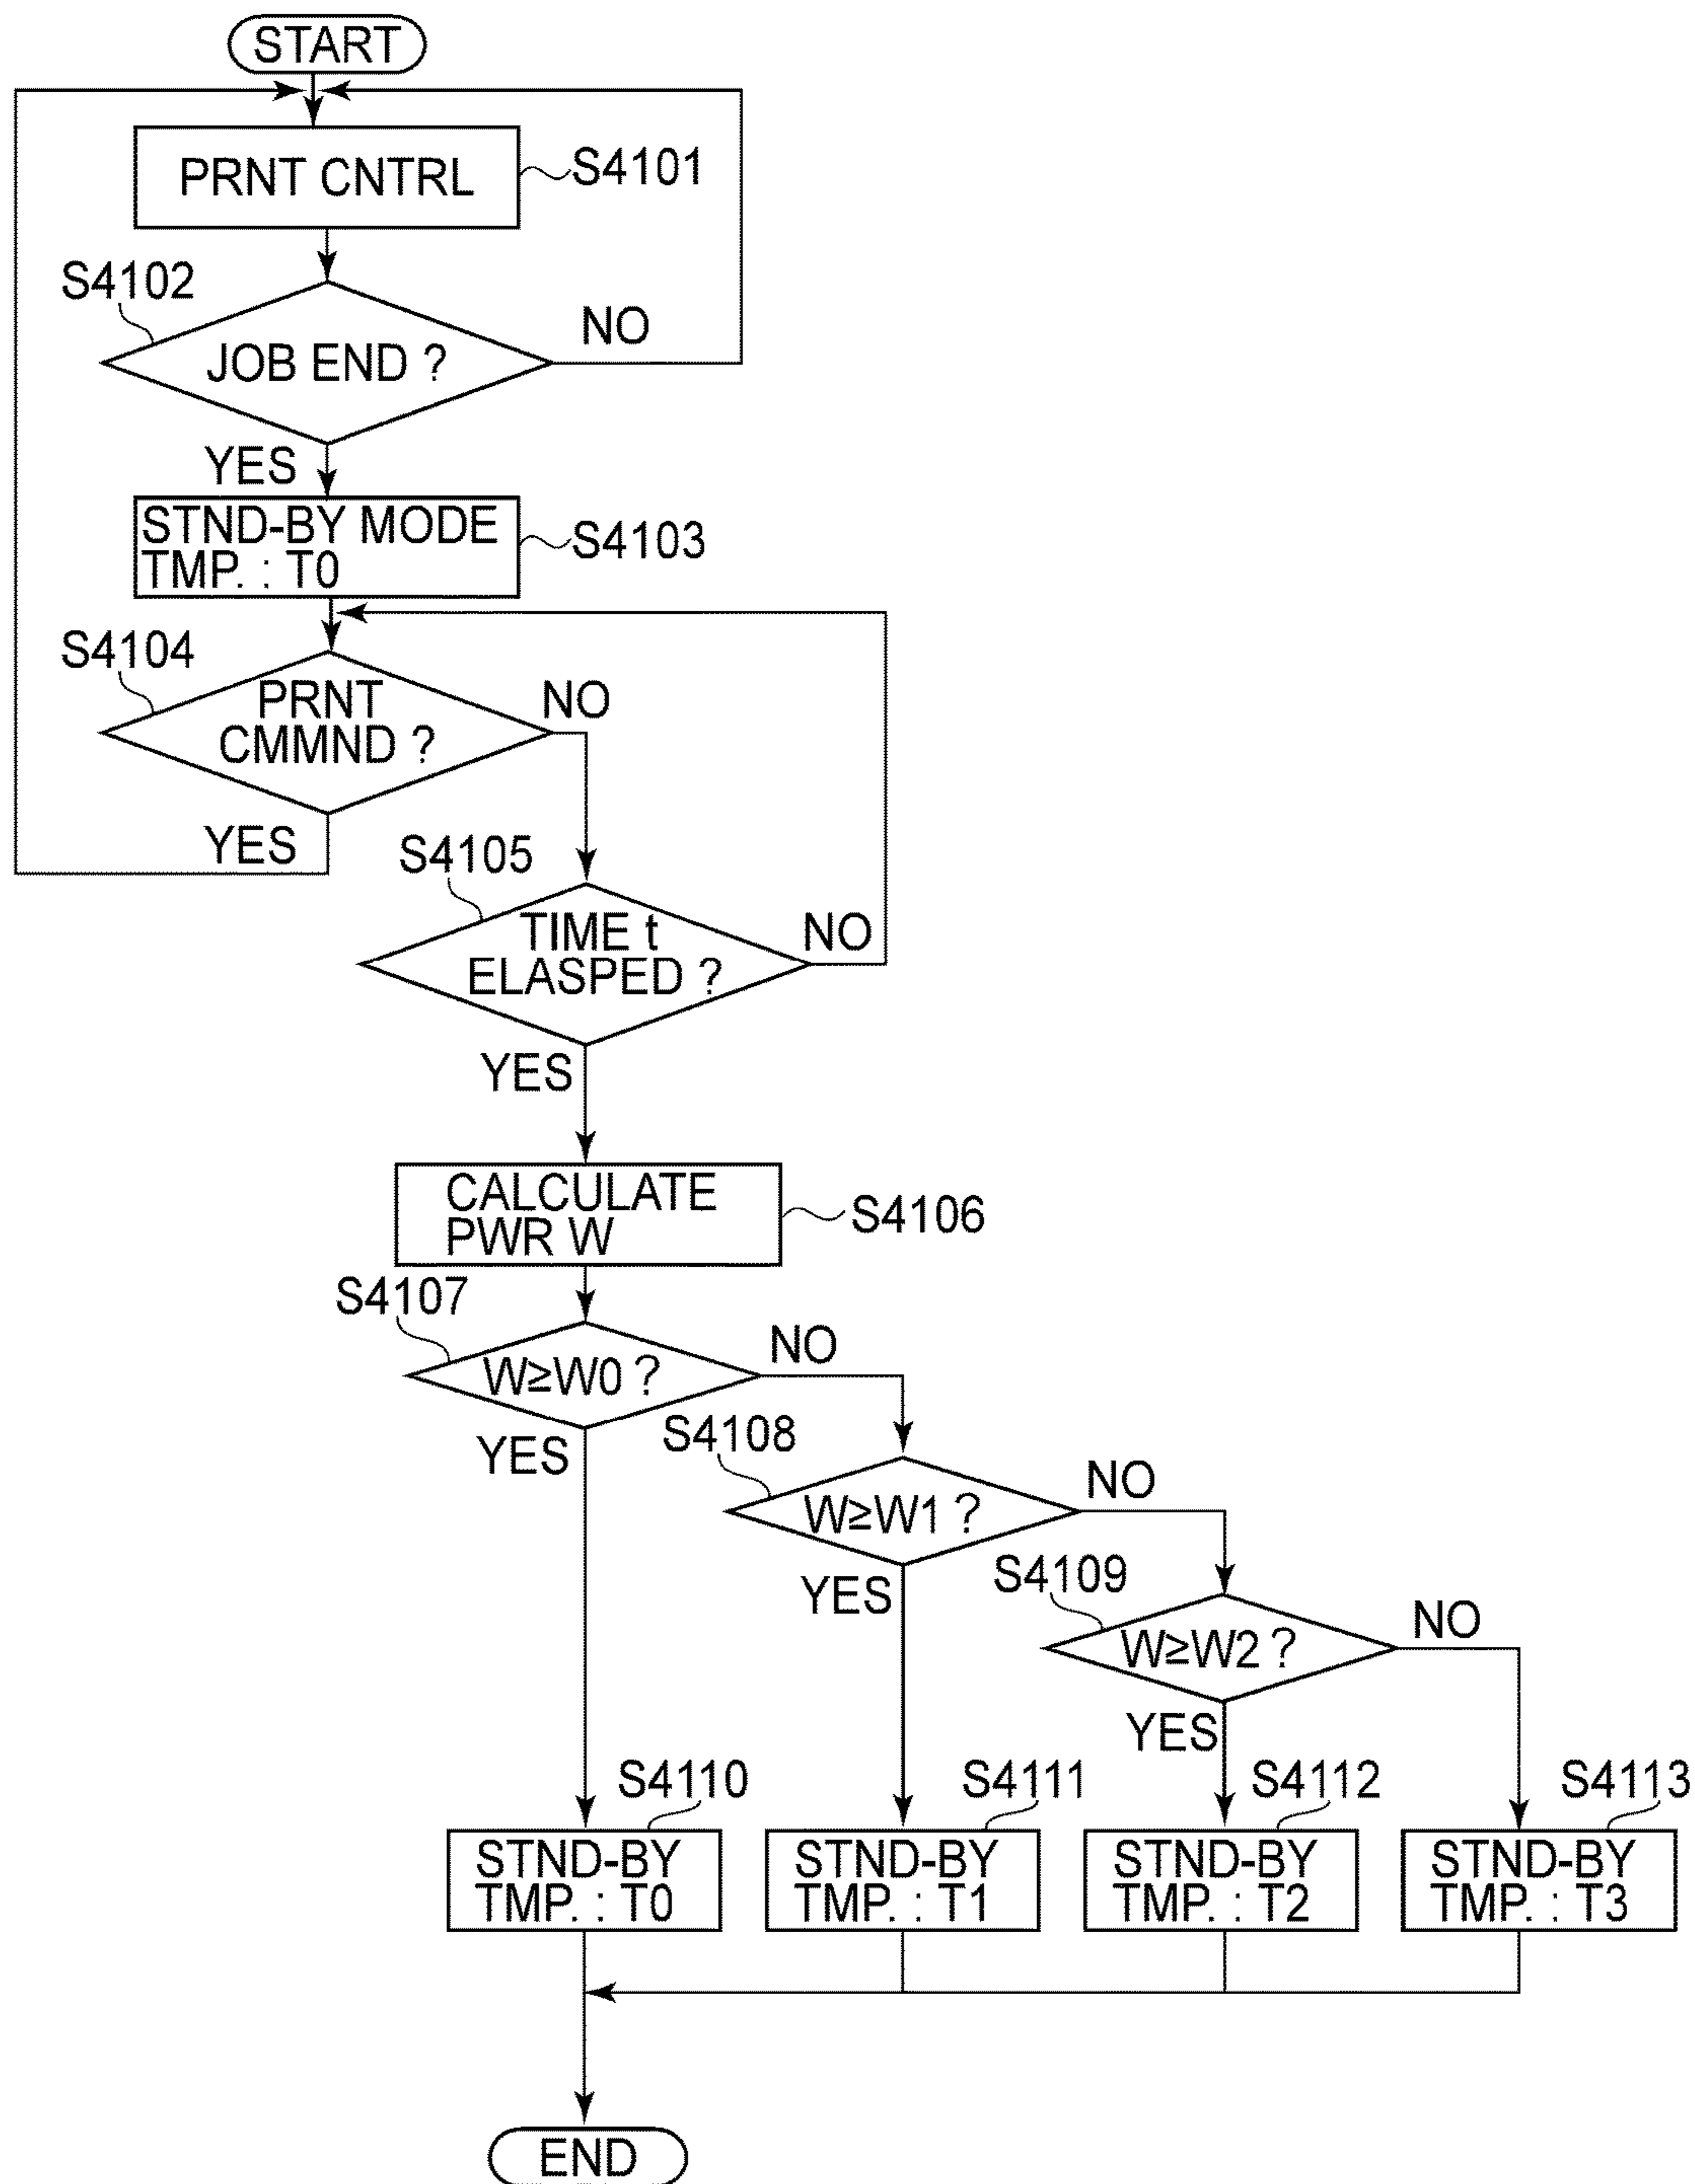 START
PRNT CNTRL
S4101
S4102
JOB END ?
NO
YES
STND-BY MODE
TMP. : T0
S4103
S4104
PRNT
CMMND ?
NO
YES
S4105
TIME t
ELASPED ?
NO
YES
CALCULATE
PWR W
S4106
S4107
W≥W0 ?
NO
YES
S4108
W≥W1 ?
NO
YES
S4109
W≥W2 ?
NO
YES
S4110
STND-BY
TMP. : T0
S4111
STND-BY
TMP. : T1
S4112
STND-BY
TMP. : T2
S4113
STND-BY
TMP. : T3
END